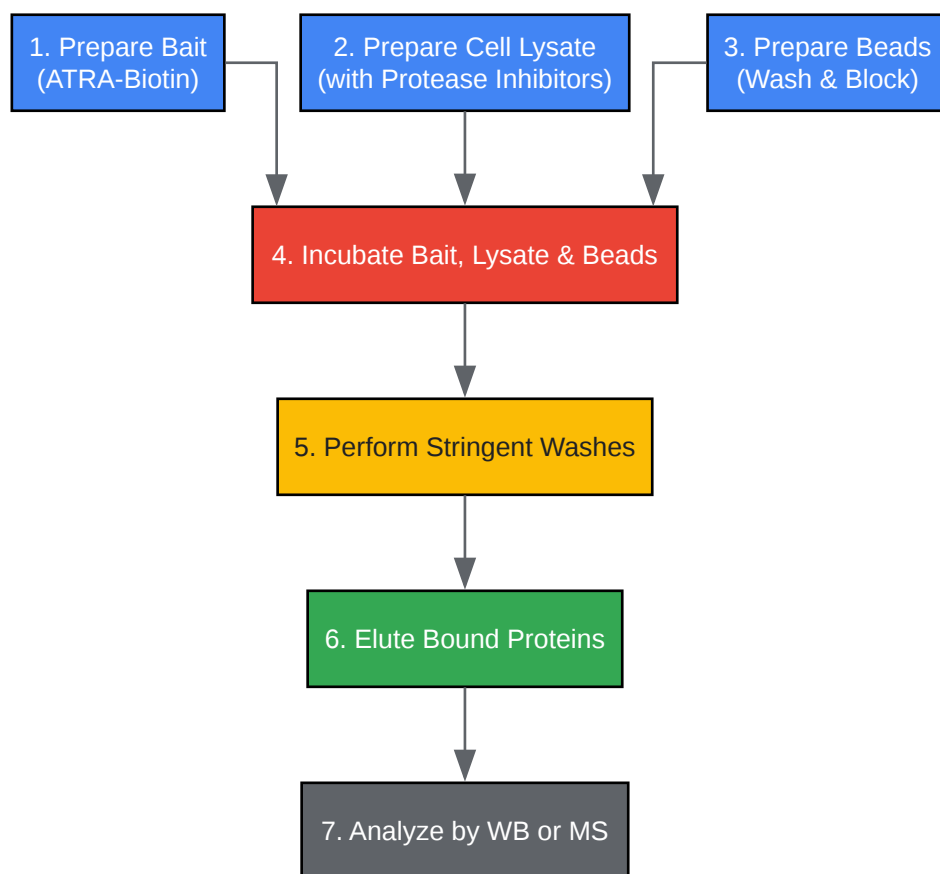 1. Prepare Bait
(ATRA-Biotin)
2. Prepare Cell Lysate
(with Protease Inhibitors)
3. Prepare Beads
(Wash & Block)
4. Incubate Bait, Lysate & Beads
5. Perform Stringent Washes
6. Elute Bound Proteins
7. Analyze by WB or MS